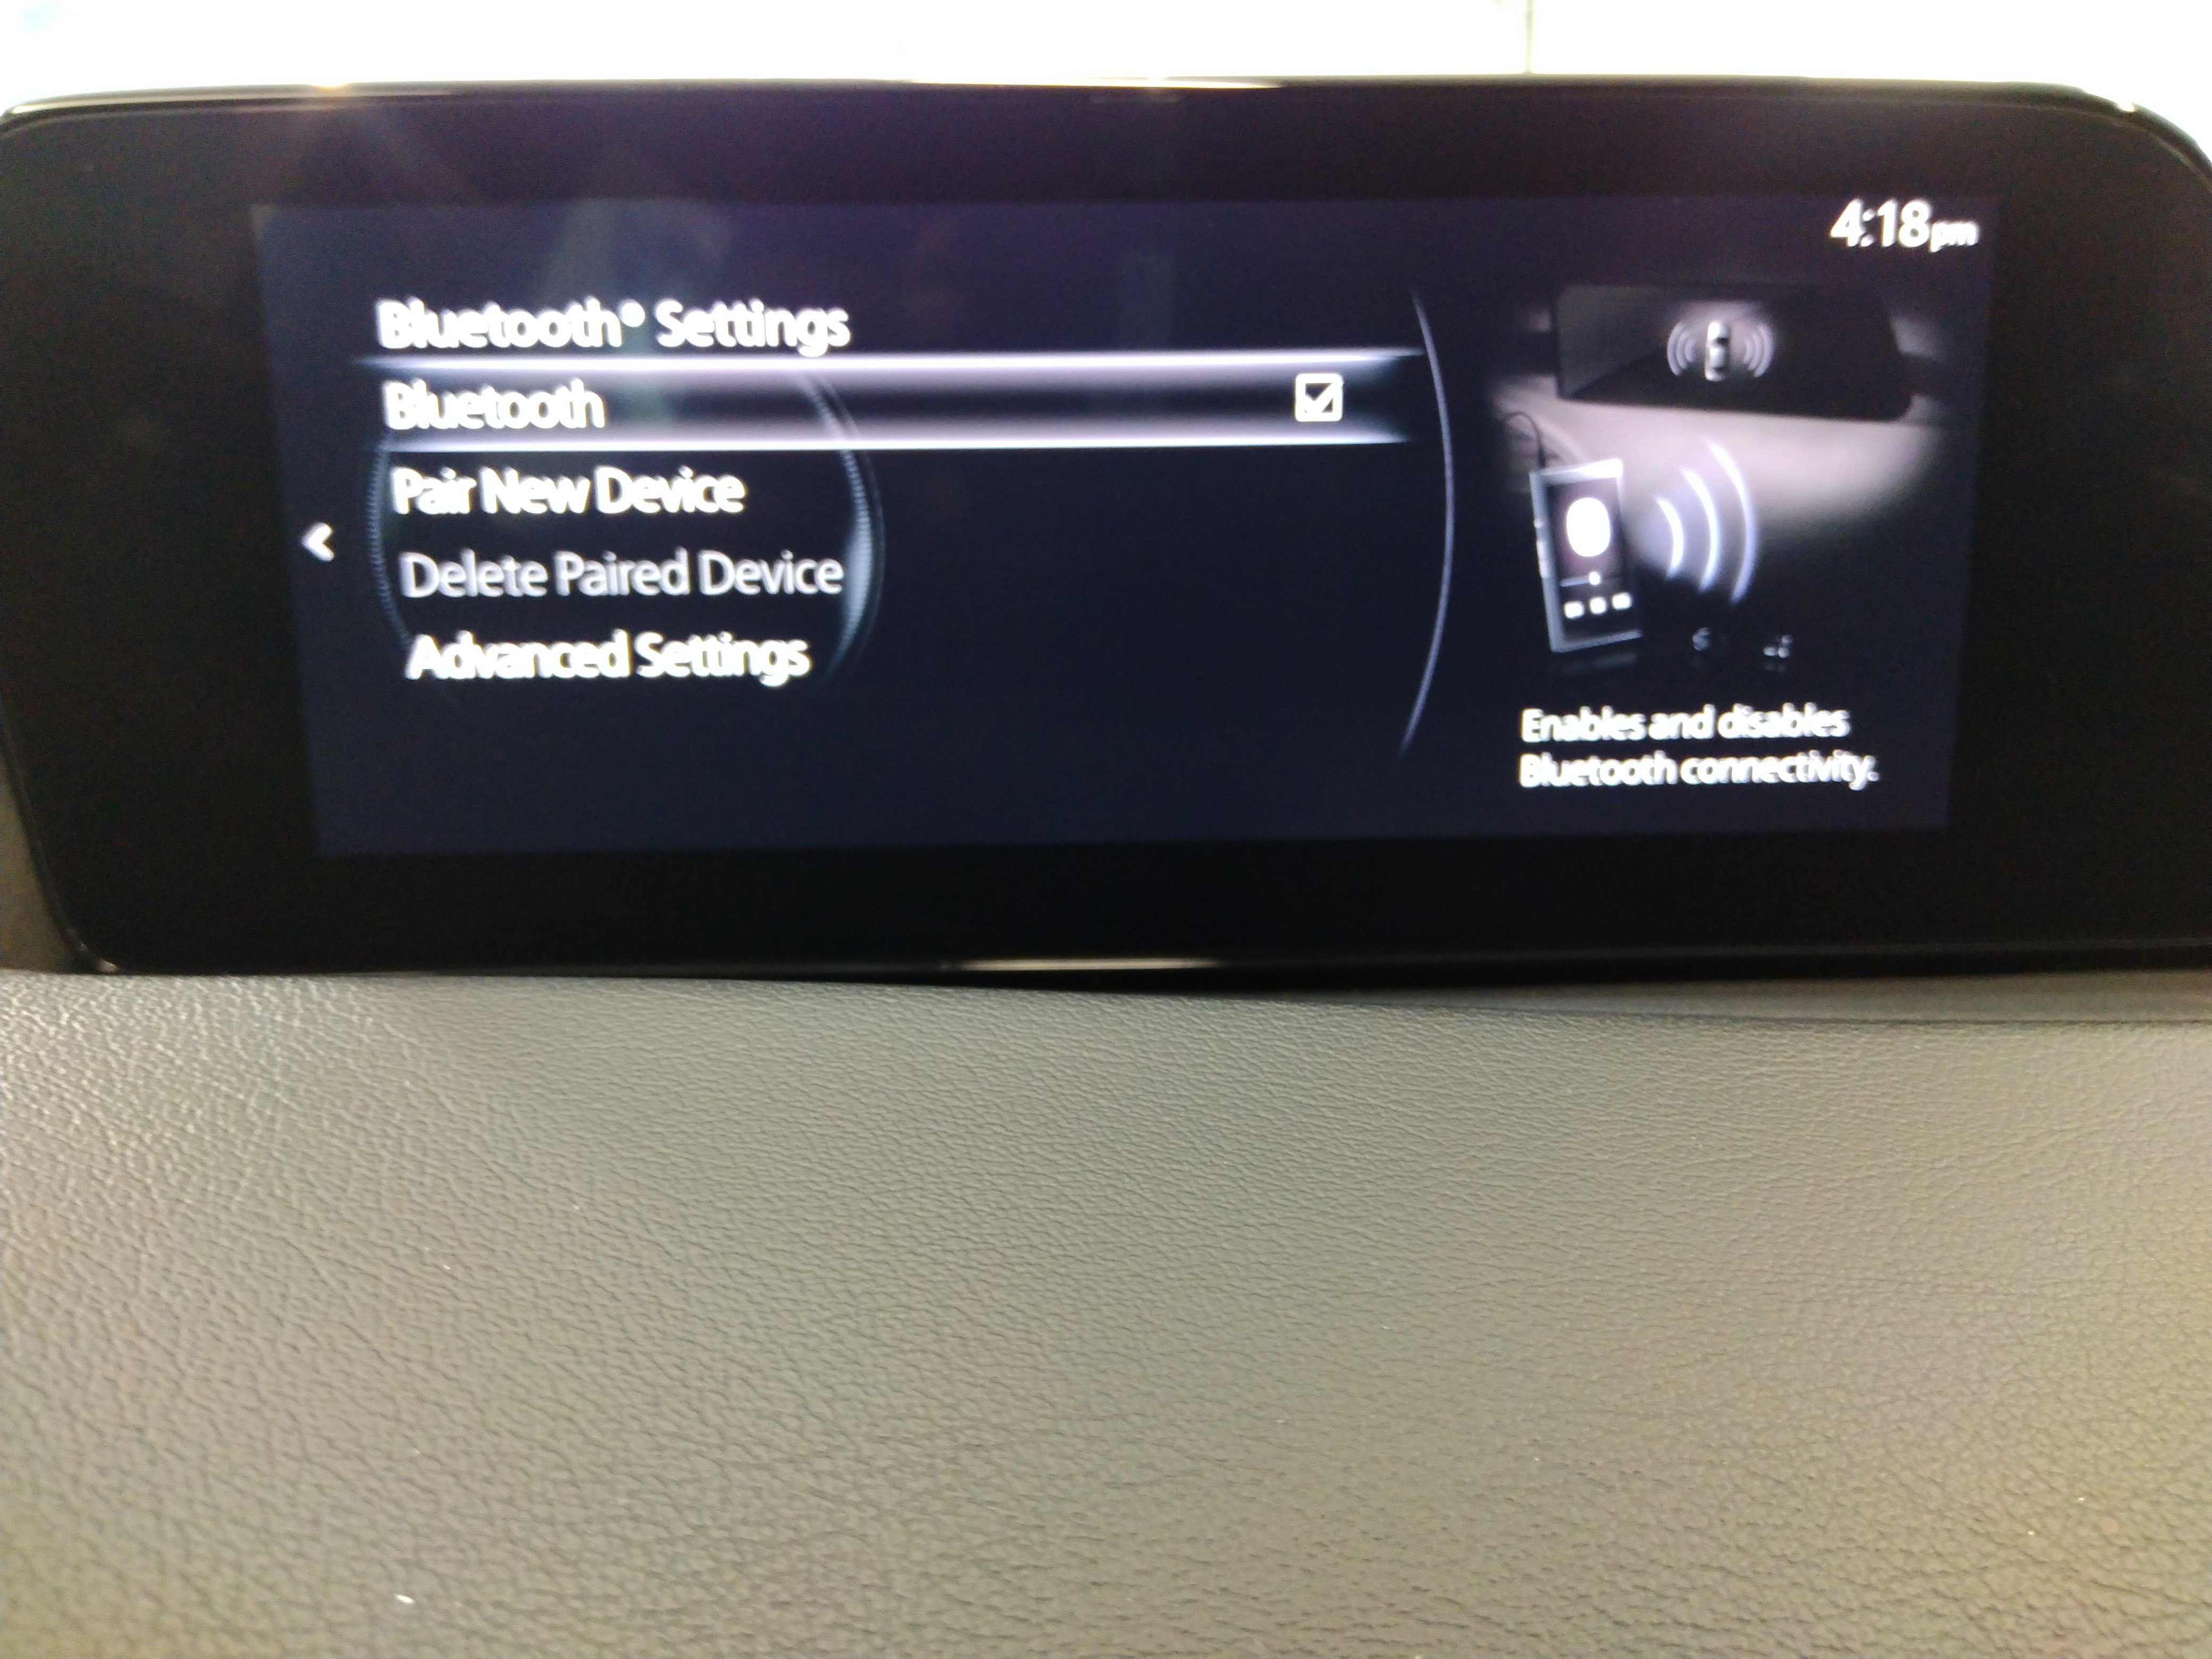 4:18pm
Bluetooth® Settings
Bluetooth
Pair New Device
Delete Paired Device
Advanced Settings
Enables and disables
Bluetooth connectivity.